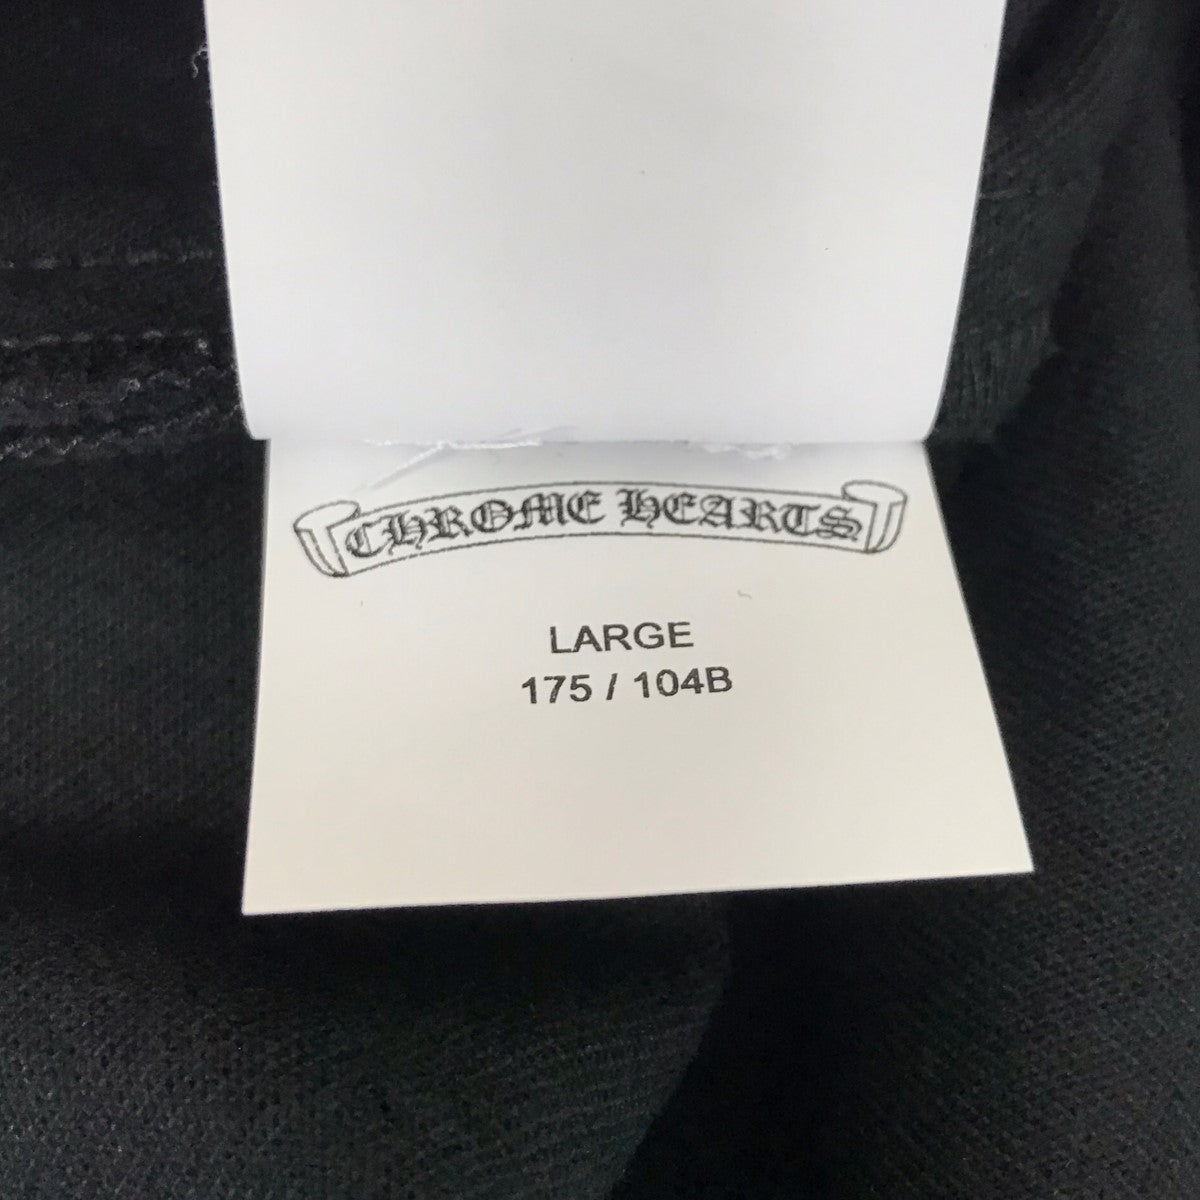 CHROME HEARTS
LARGE
175 / 104B